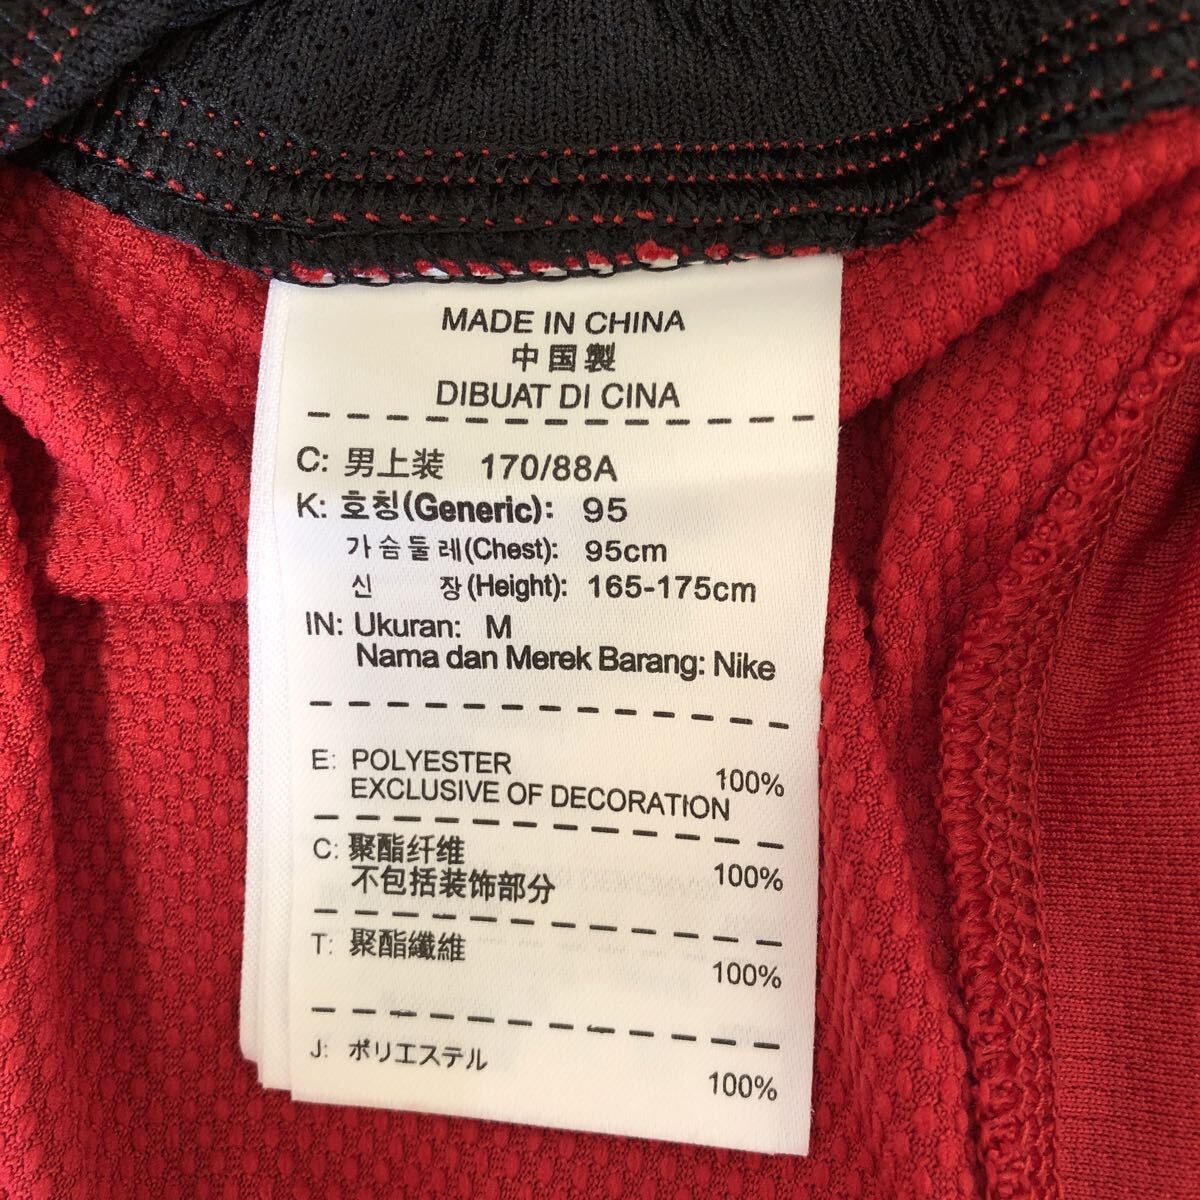 MADE IN CHINA
中国製
DIBUAT DI CINA
C: 男上装 170/88A
K: 호칭(Generic): 95
가슴둘레(Chest): 95cm
신 장(Height): 165-175cm
IN: Ukuran: M
Nama dan Merek Barang: Nike
E: POLYESTER 100%
EXCLUSIVE OF DECORATION
C: 聚酯纤维 100%
不包括装饰部分
T: 聚酯纖維 100%
J: ポリエステル 100%